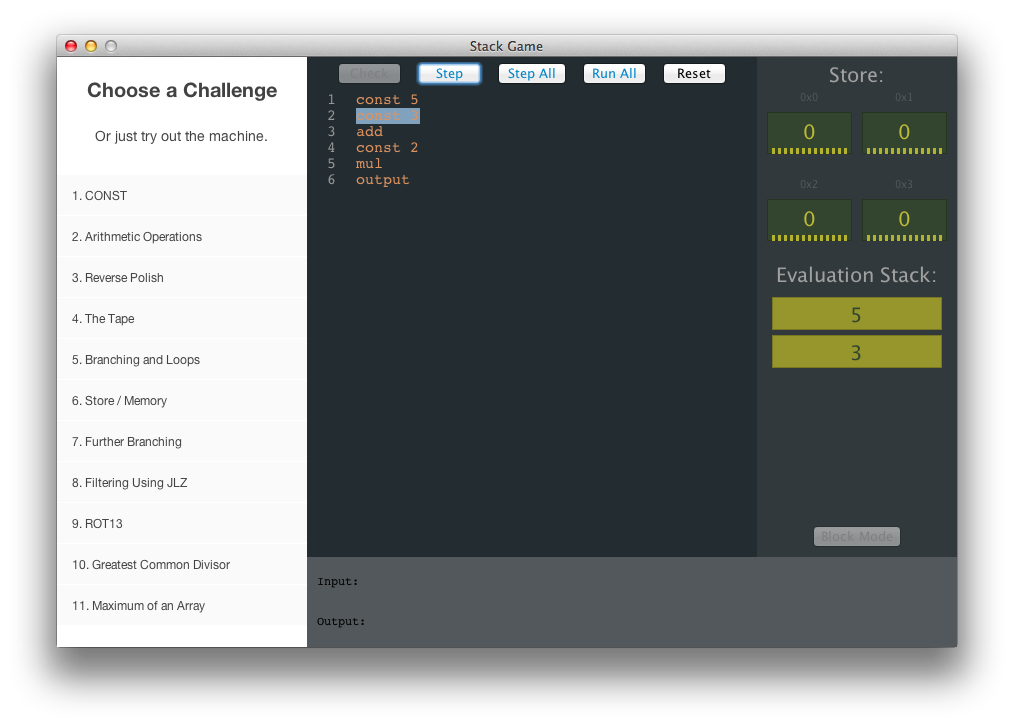 Stack Game
Choose a Challenge
Or just try out the machine.
1. CONST
2. Arithmetic Operations
3. Reverse Polish
4. The Tape
5. Branching and Loops
6. Store / Memory
7. Further Branching
8. Filtering Using JLZ
9. ROT13
10. Greatest Common Divisor
11. Maximum of an Array
Check Step Step All Run All Reset
1 const 5
2 const 3
3 add
4 const 2
5 mul
6 output
Input:
Output:
Store:
0x0 0x1
0 0
0x2 0x3
0 0
Evaluation Stack:
5
3
Block Mode